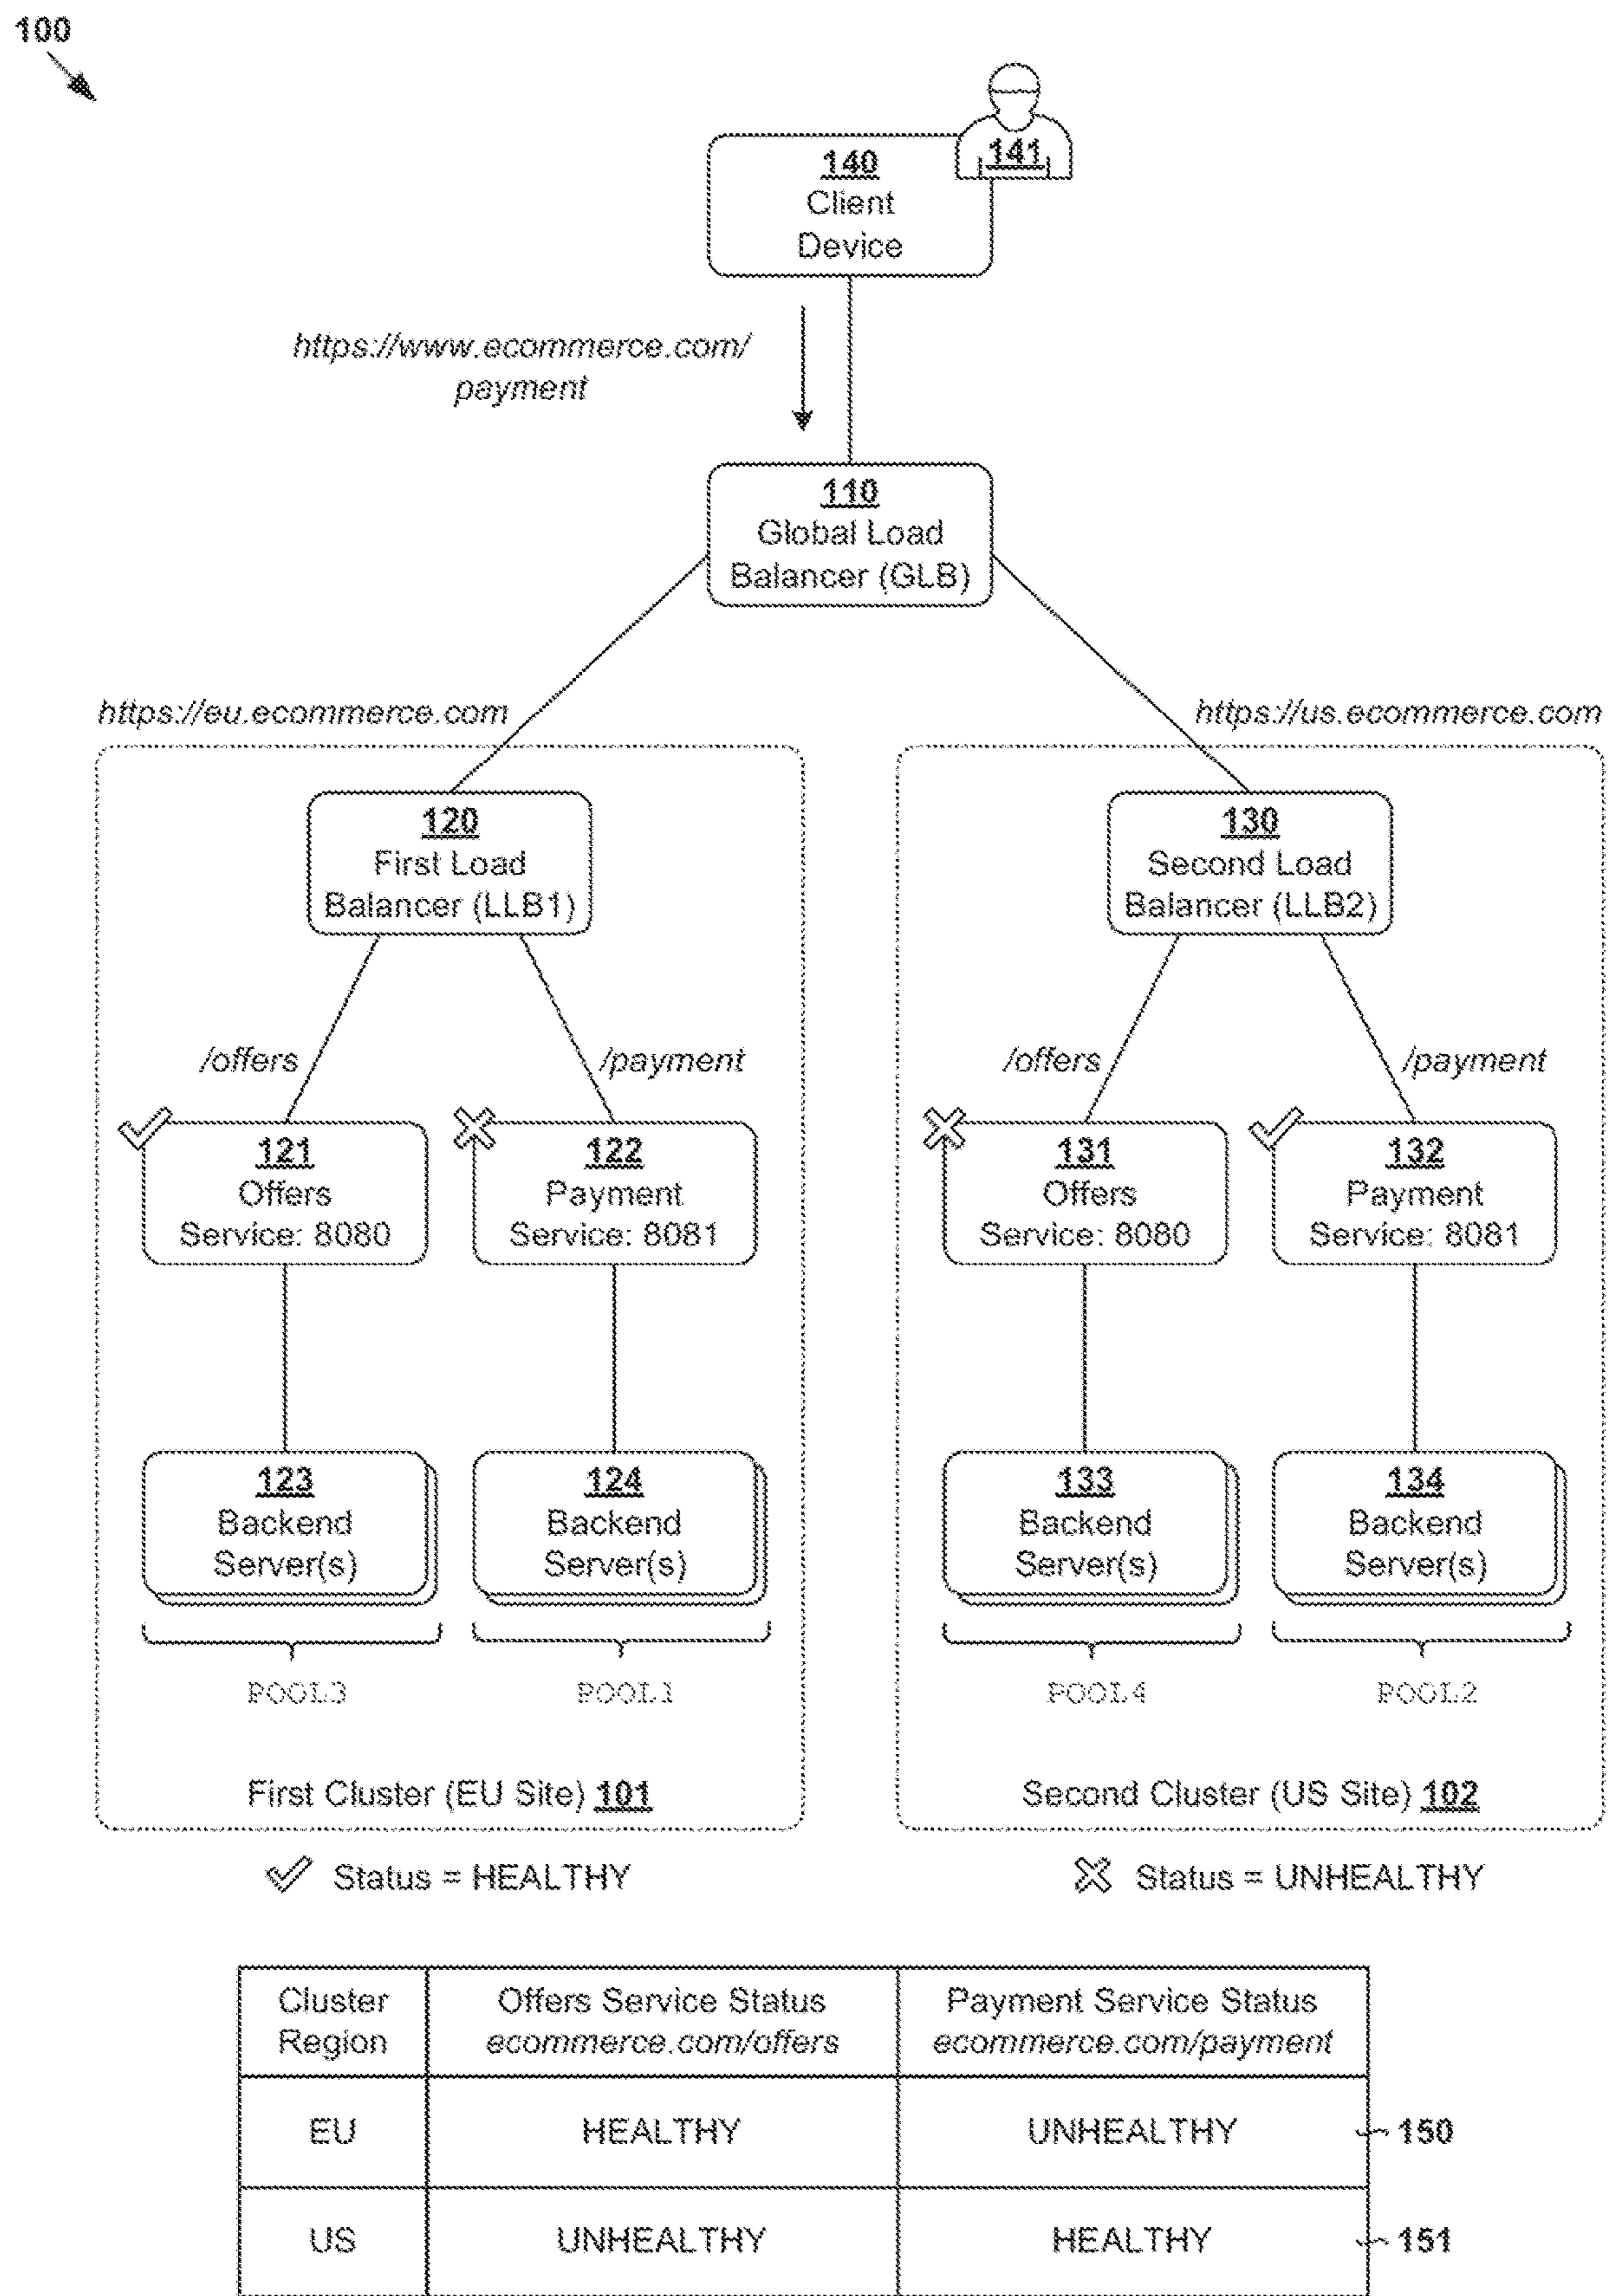 100
141
140
Client
Device
https://www.ecommerce.com/
payment
110
Global Load
Balancer (GLB)
https://eu.ecommerce.com
https://us.ecommerce.com
120
First Load
Balancer (LLB1)
130
Second Load
Balancer (LLB2)
/offers
/payment
/offers
/payment
121
Offers
Service: 8080
122
Payment
Service: 8081
131
Offers
Service: 8080
132
Payment
Service: 8081
123
Backend
Server(s)
124
Backend
Server(s)
133
Backend
Server(s)
134
Backend
Server(s)
POOL3
POOL1
POOL4
POOL2
First Cluster (EU Site) 101
Second Cluster (US Site) 102
Status = HEALTHY
Status = UNHEALTHY
Cluster
Region
Offers Service Status
ecommerce.com/offers
Payment Service Status
ecommerce.com/payment
EU
HEALTHY
UNHEALTHY
150
US
UNHEALTHY
HEALTHY
151